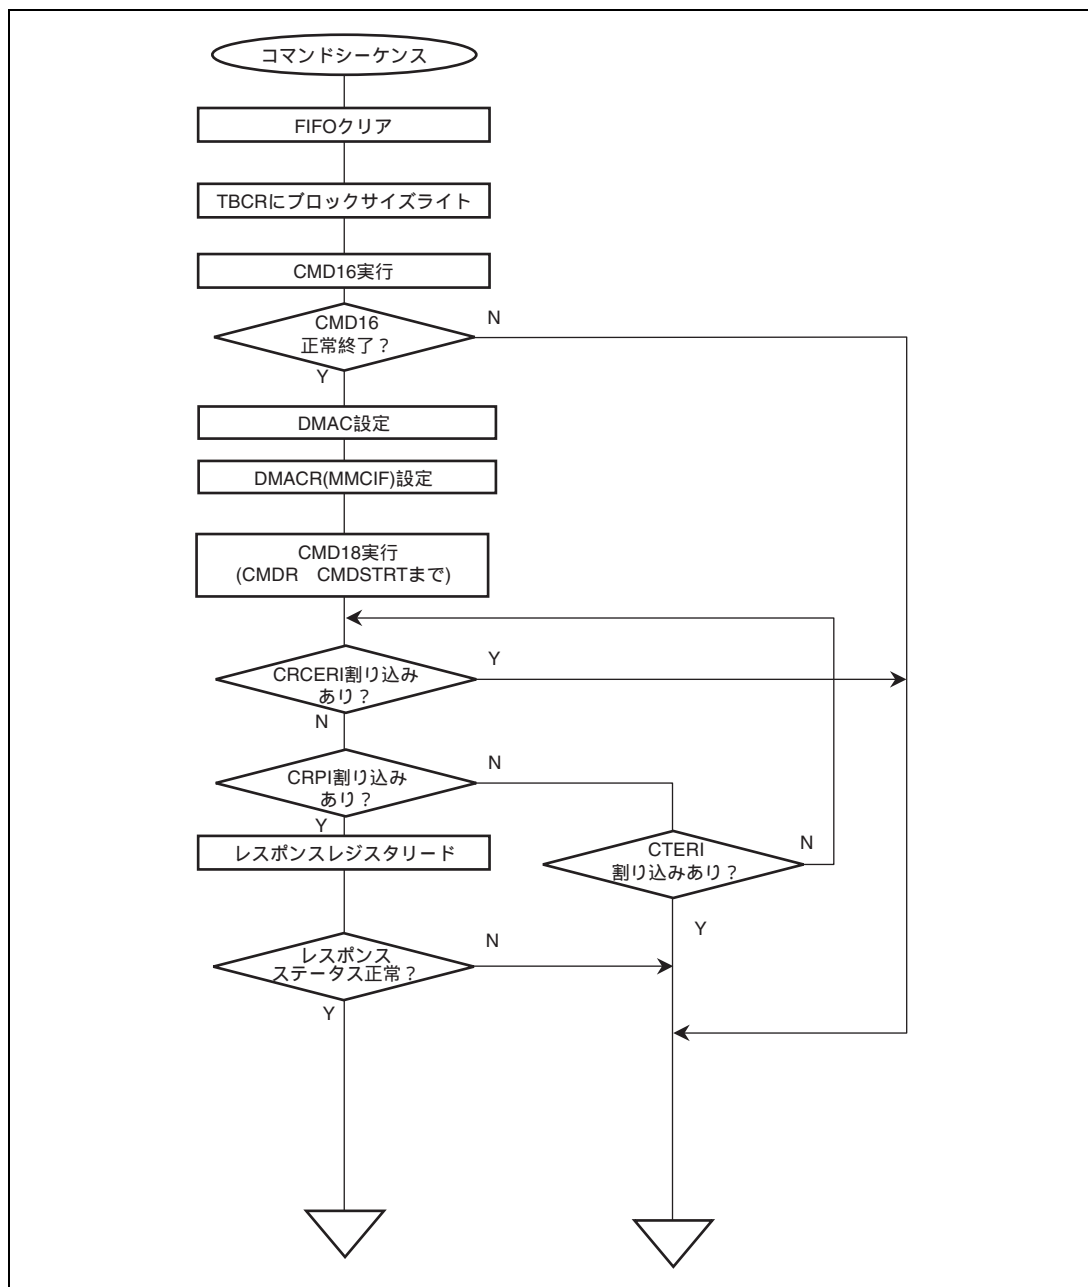 コマンドシーケンス
FIFOクリア
TBCRにブロックサイズライト
CMD16実行
CMD16
正常終了？
N
Y
DMAC設定
DMACR(MMCIF)設定
CMD18実行
(CMDR　CMDSTRTまで)
CRCERI割り込み
あり？
Y
N
CRPI割り込み
あり？
N
Y
レスポンスレジスタリード
CTERI
割り込みあり？
N
Y
レスポンス
ステータス正常？
N
Y